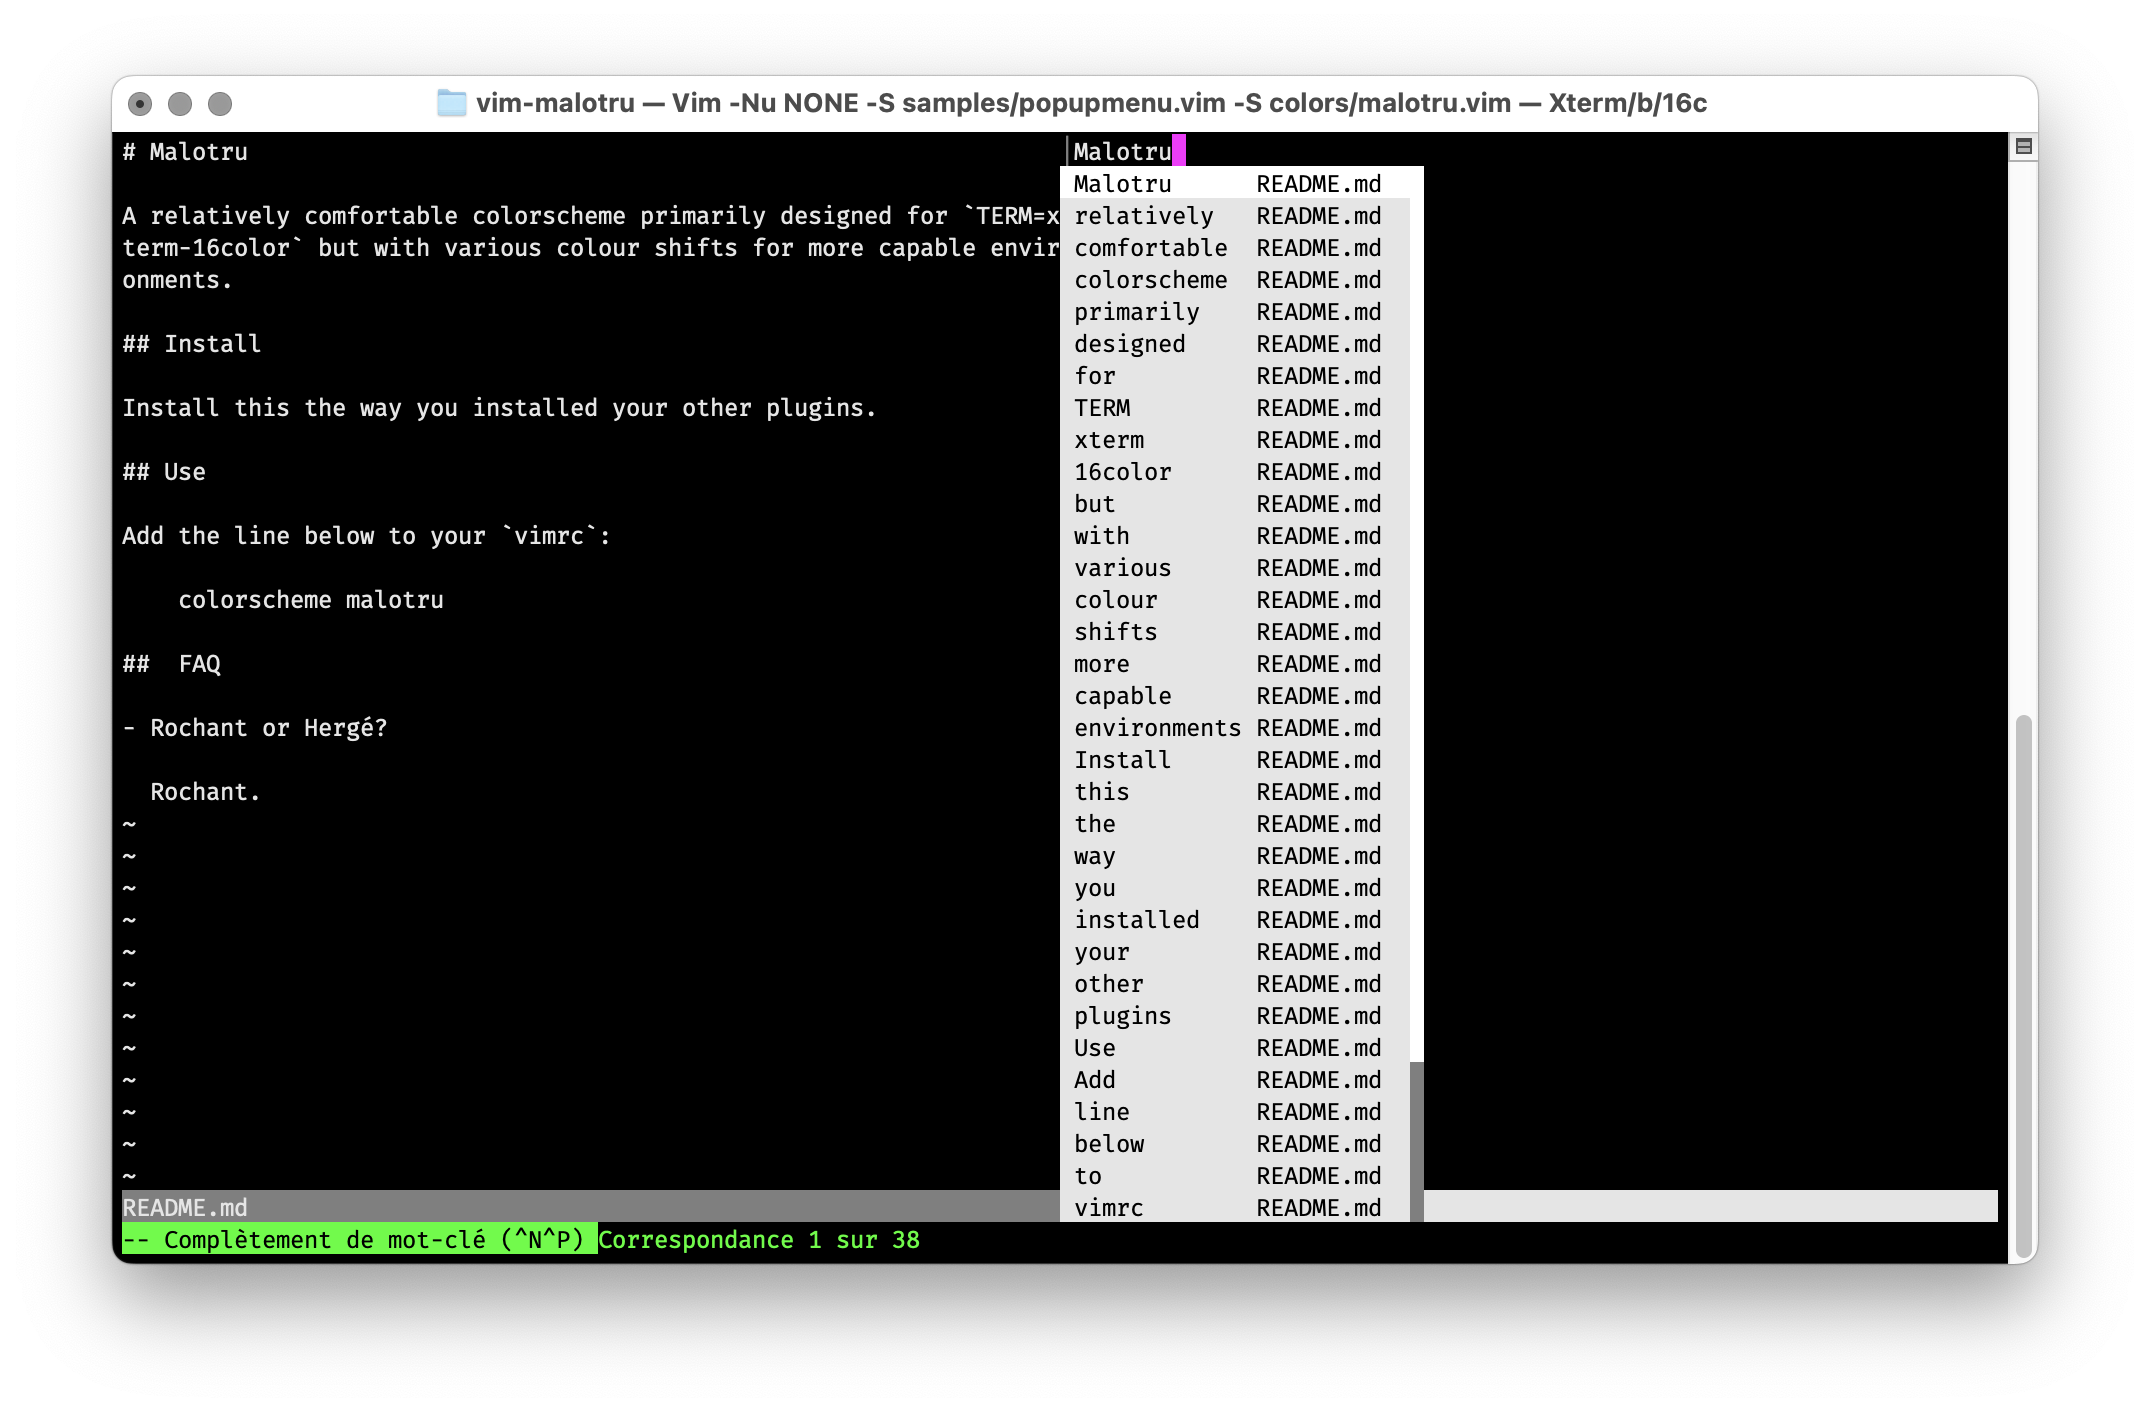 vim-malotru — Vim -Nu NONE -S samples/popupmenu.vim -S colors/malotru.vim — Xterm/b/16c
# Malotru
A relatively comfortable colorscheme primarily designed for `TERM=x
term-16color` but with various colour shifts for more capable envir
onments.
## Install
Install this the way you installed your other plugins.
## Use
Add the line below to your `vimrc`:
colorscheme malotru
##  FAQ
- Rochant or Hergé?
Rochant.
~
~
~
~
~
~
~
~
~
~
~
~
README.md
Malotru
Malotru README.md
relatively README.md
comfortable README.md
colorscheme README.md
primarily README.md
designed README.md
for README.md
TERM README.md
xterm README.md
16color README.md
but README.md
with README.md
various README.md
colour README.md
shifts README.md
more README.md
capable README.md
environments README.md
Install README.md
this README.md
the README.md
way README.md
you README.md
installed README.md
your README.md
other README.md
plugins README.md
Use README.md
Add README.md
line README.md
below README.md
to README.md
vimrc README.md
-- Complètement de mot-clé (^N^P) Correspondance 1 sur 38